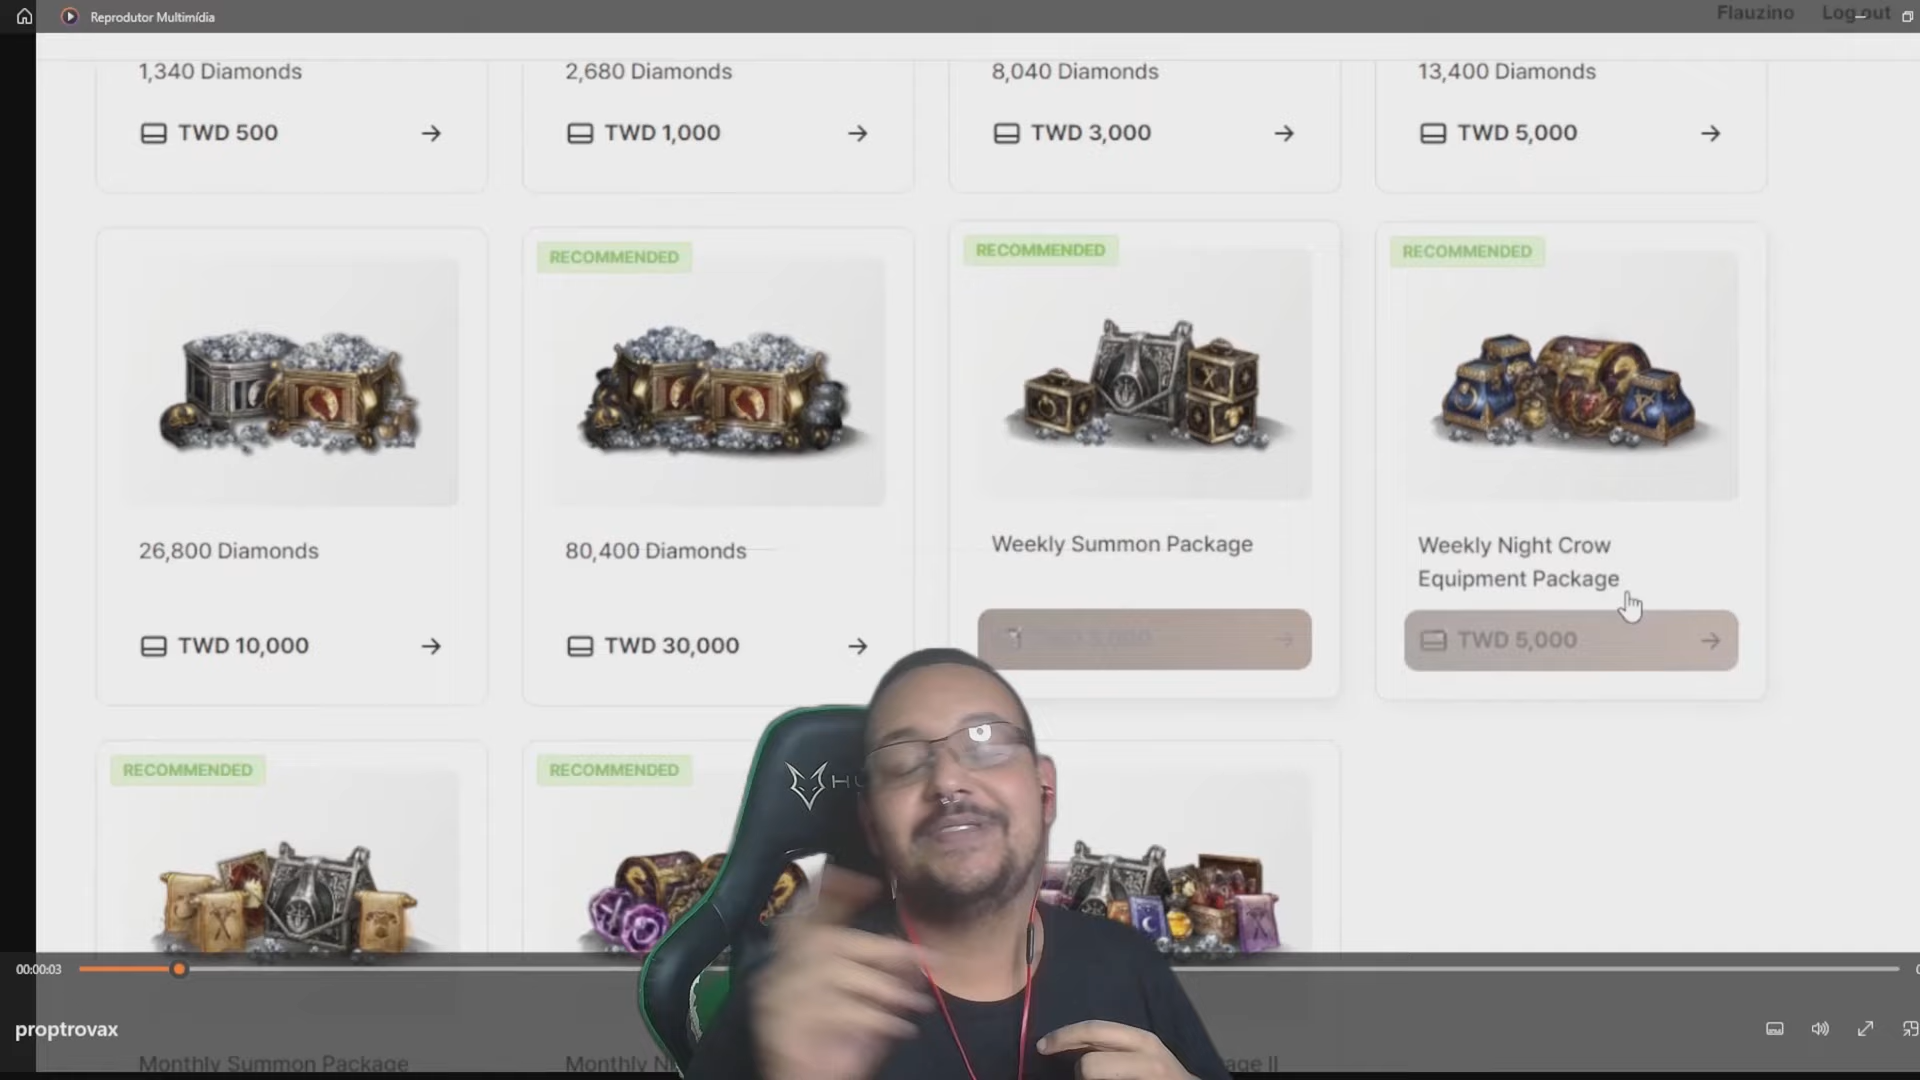 Reprodutor Multimídia
Flauzino
Log out
1,340 Diamonds
2,680 Diamonds
8,040 Diamonds
13,400 Diamonds
TWD 500
TWD 1,000
TWD 3,000
TWD 5,000
RECOMMENDED
RECOMMENDED
RECOMMENDED
26,800 Diamonds
80,400 Diamonds
Weekly Summon Package
Weekly Night Crow
Equipment Package
TWD 10,000
TWD 30,000
TWD 5,000
RECOMMENDED
RECOMMENDED
00:00:03
proptrovax
Monthly Summon Package
Monthly